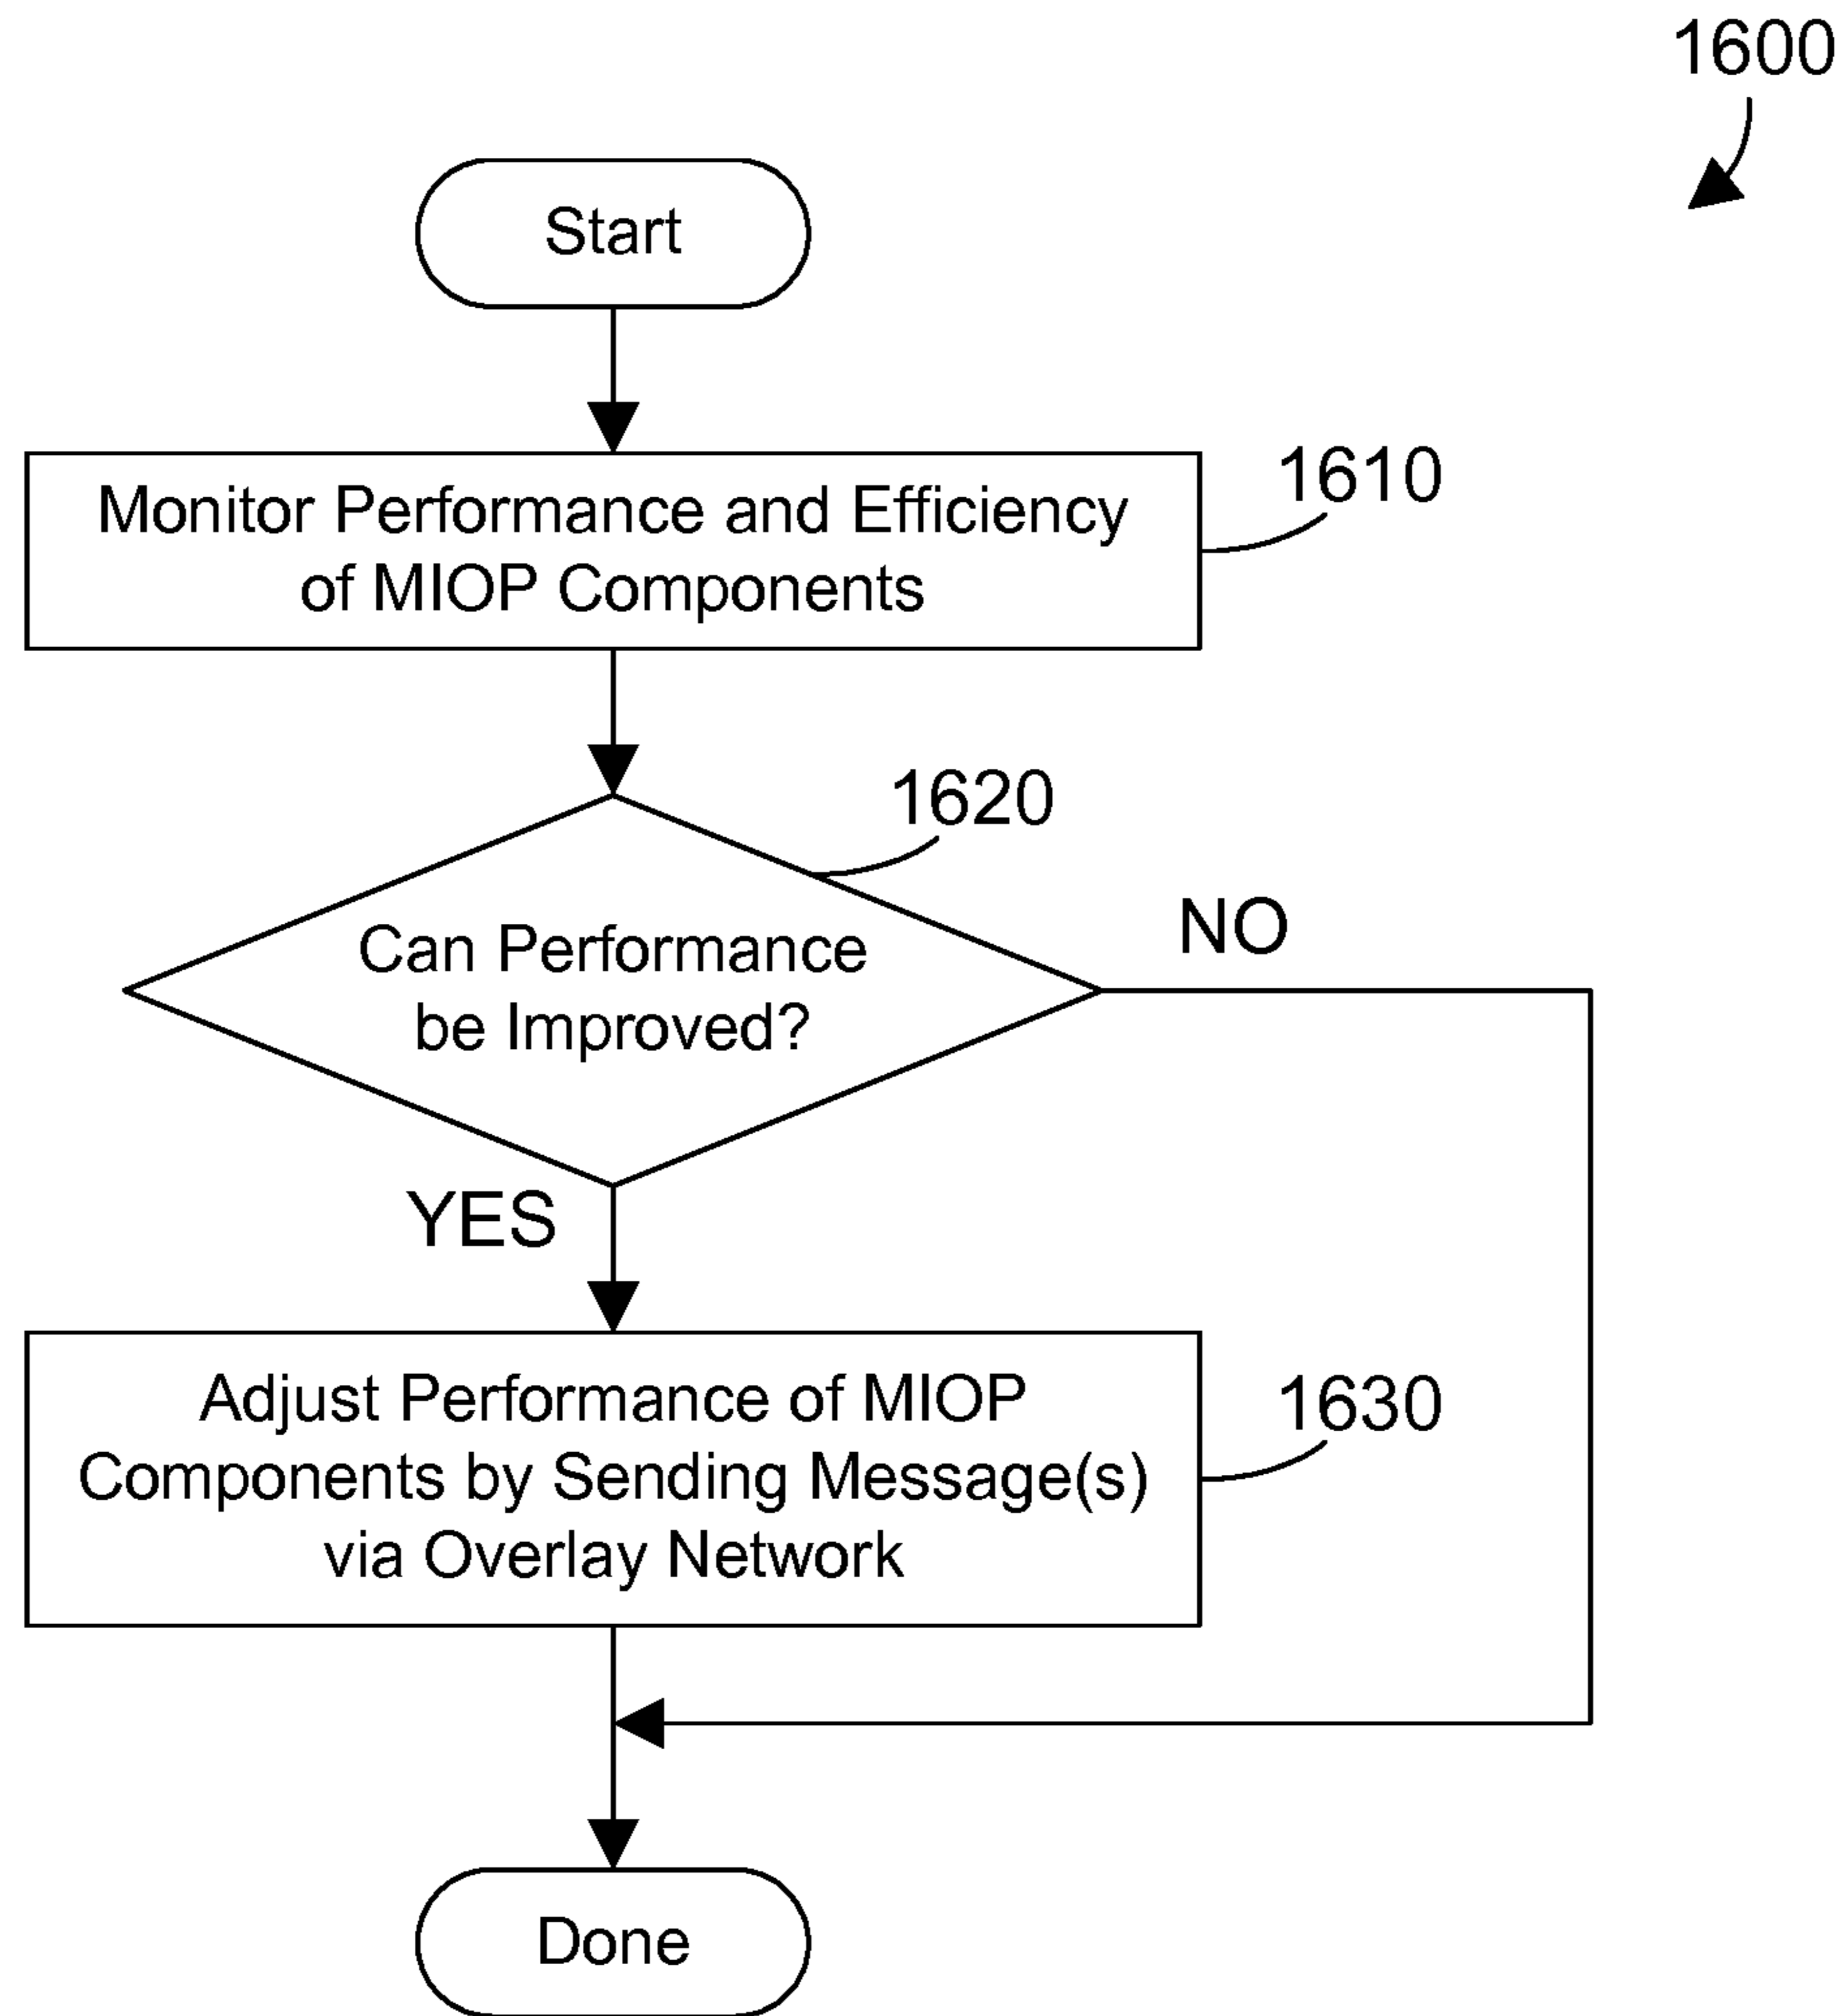 1600
Start
Monitor Performance and Efficiency
of MIOP Components
1610
1620
Can Performance
be Improved?
NO
YES
Adjust Performance of MIOP
Components by Sending Message(s)
via Overlay Network
1630
Done